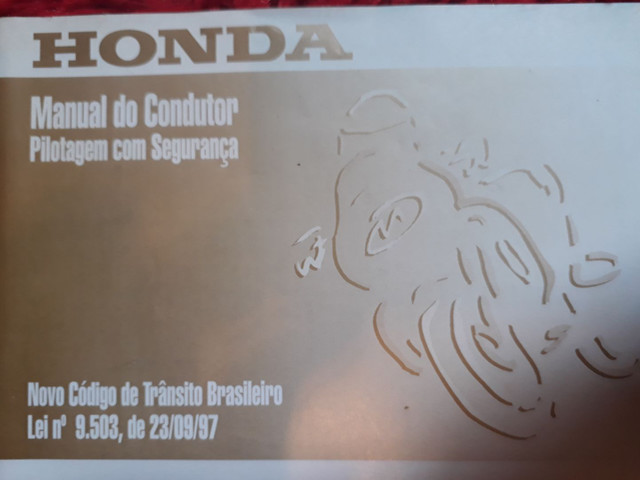 HONDA
Manual do Condutor
Pilotagem com Segurança
Novo Código de Trânsito Brasileiro
Lei nº 9.503, de 23/09/97